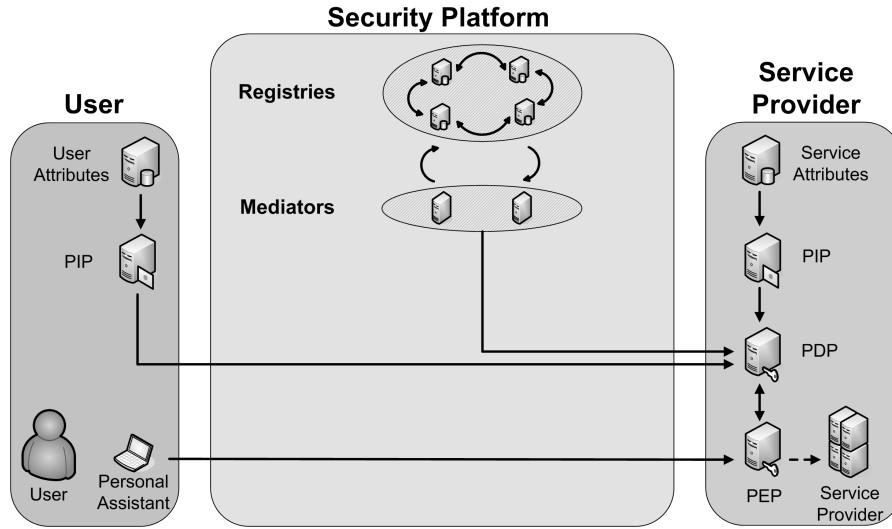 Security Platform
User
Service
Provider
Registries
Mediators
User
Attributes
PIP
User
Personal
Assistant
Service
Attributes
PIP
PDP
PEP
Service
Provider